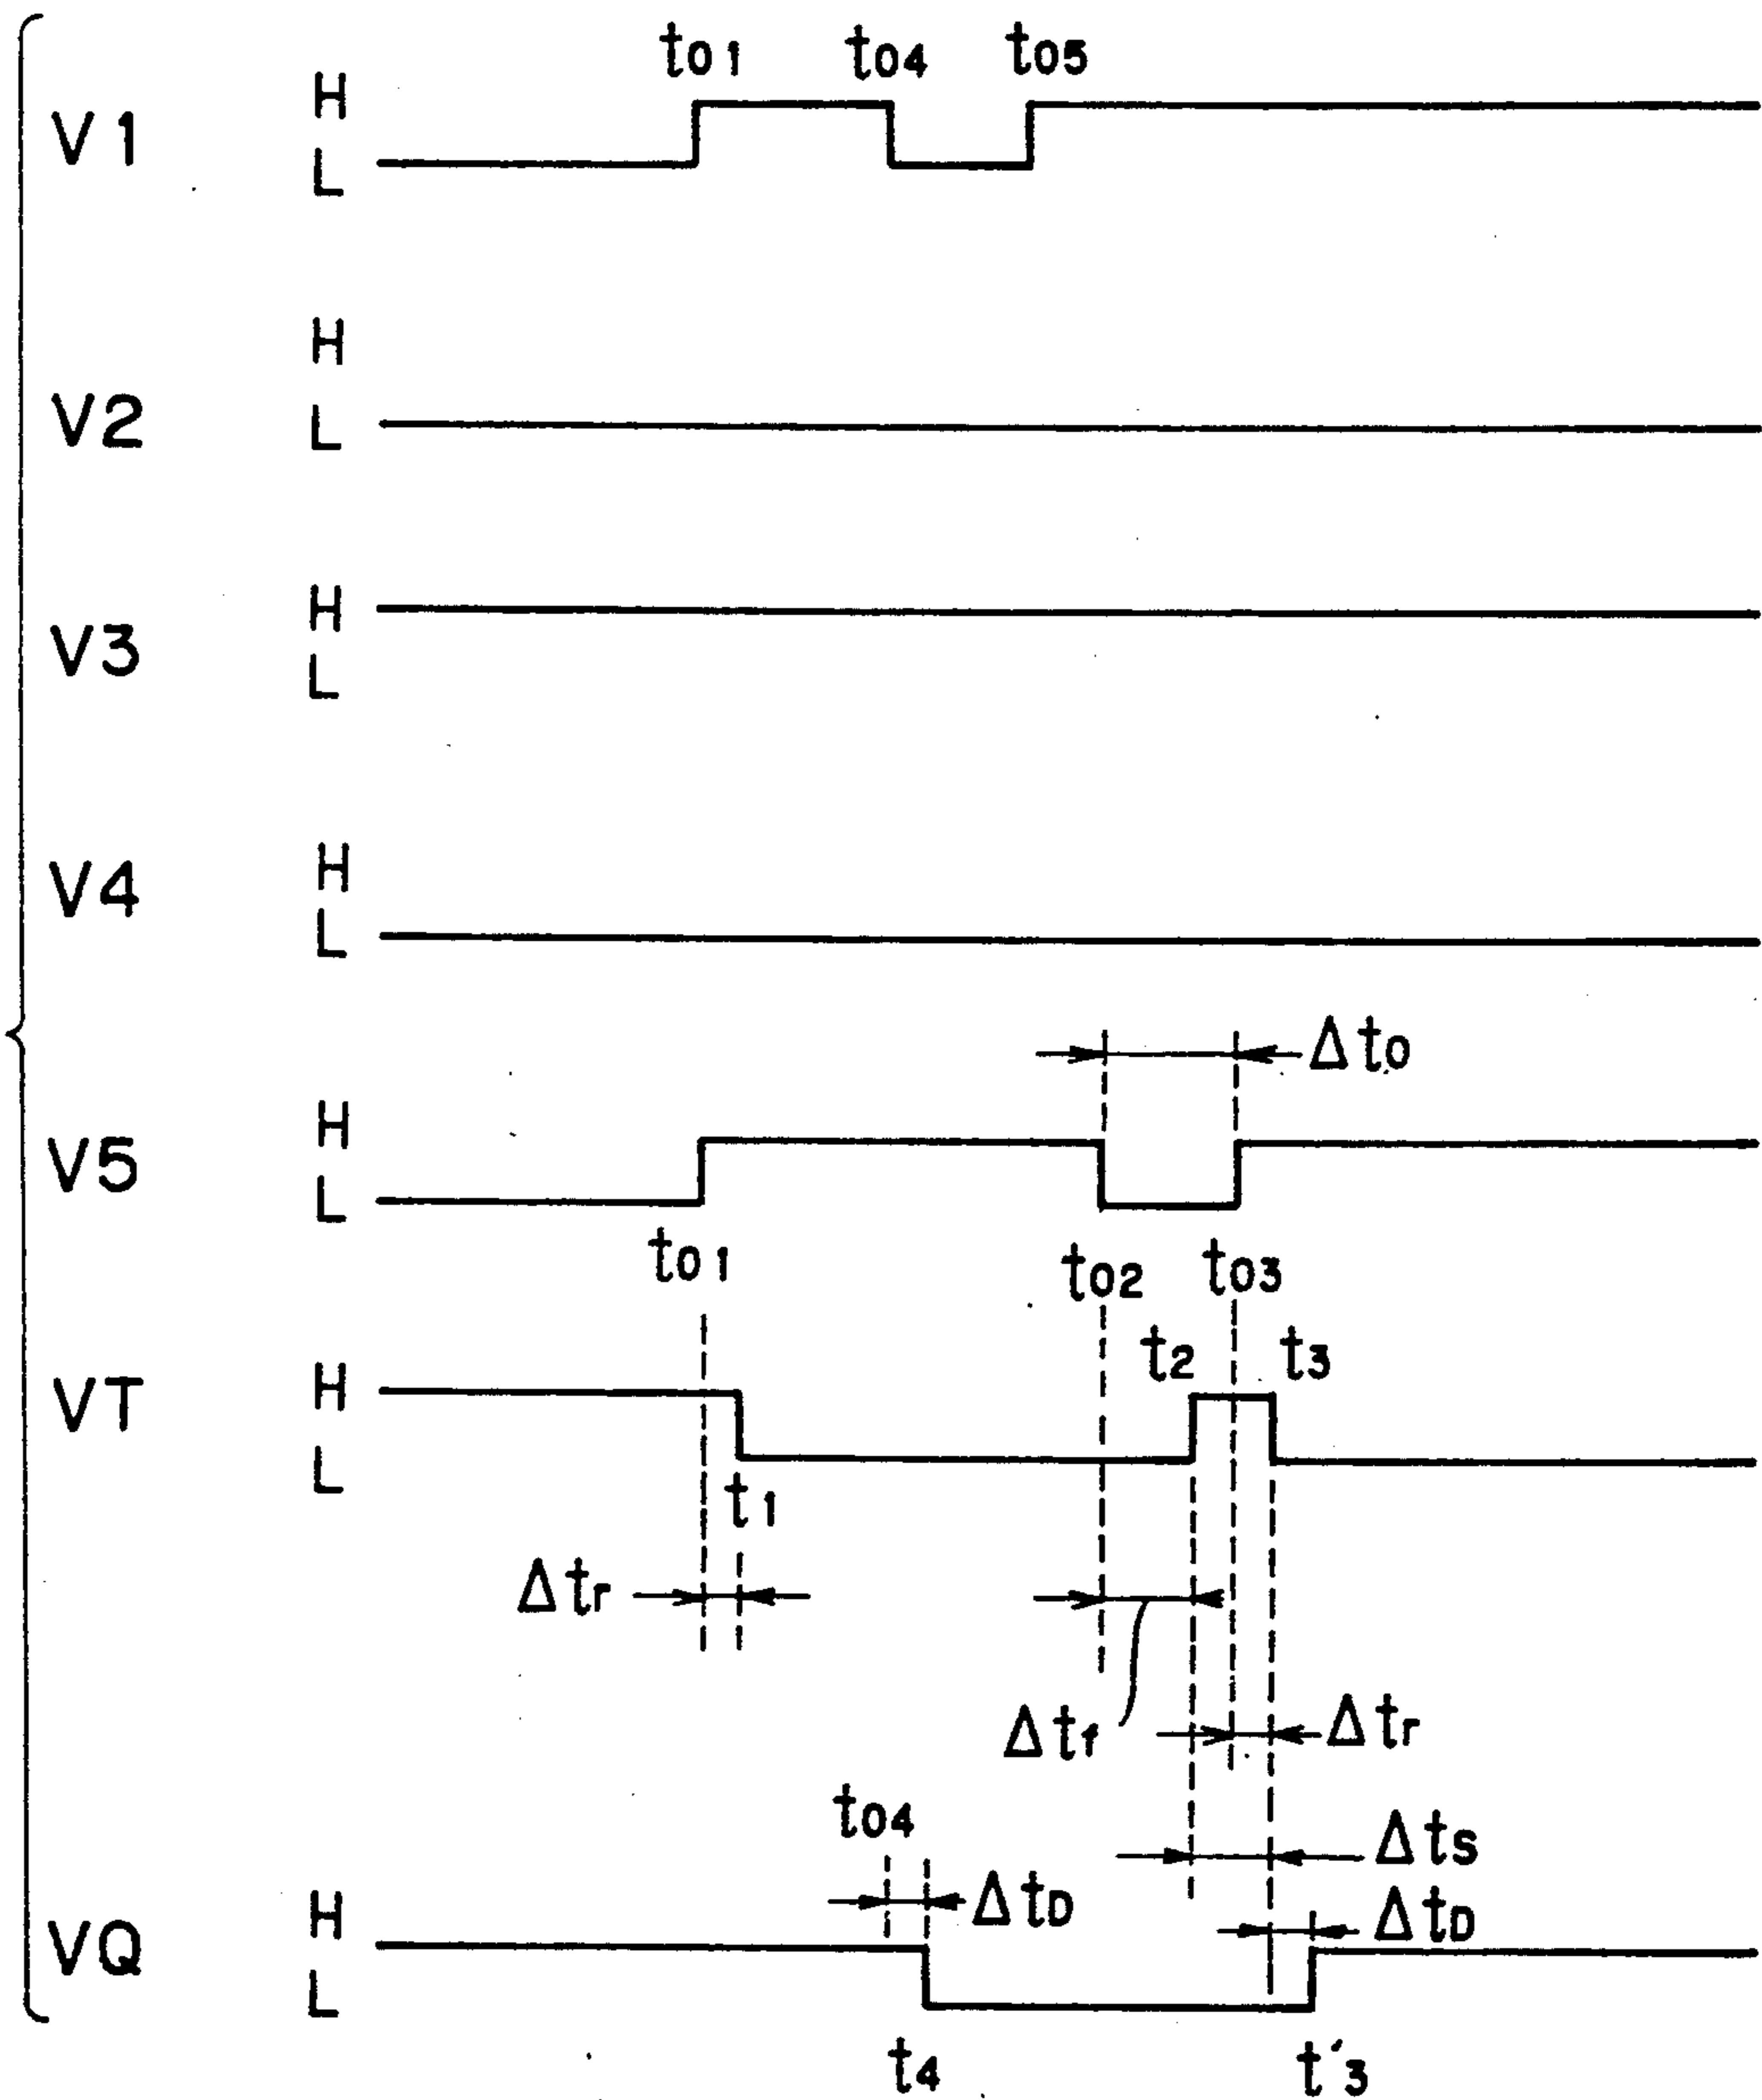 t01 t04 t05
V1 H
L
V2 H
L
V3 H
L
V4 H
L
Δt0
V5 H
L
t01 t02 t03
t2 t3
VT H
L
t1
Δtr
Δtf Δtr
t04
Δts
ΔtD ΔtD
VQ H
L
t4 t'3